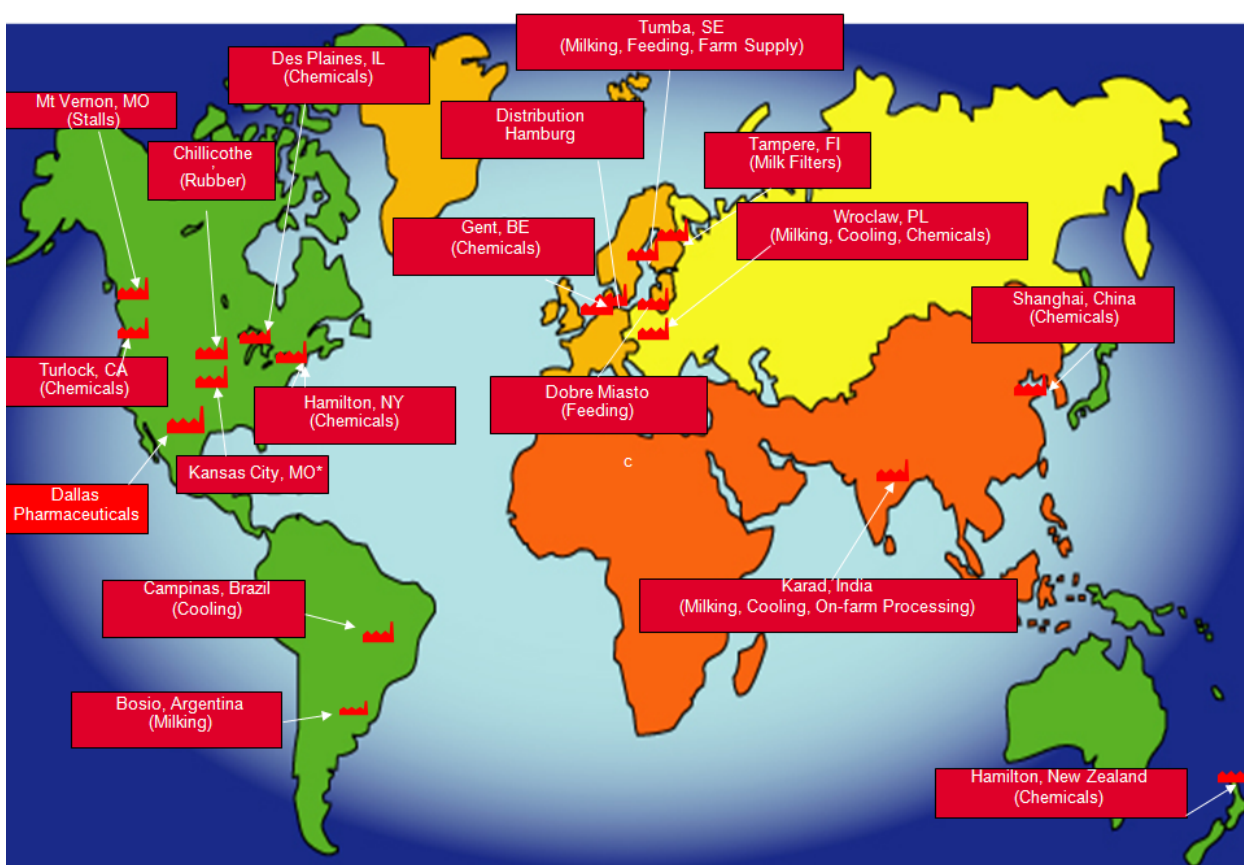 Tumba, SE
(Milking, Feeding, Farm Supply)
Des Plaines, IL
(Chemicals)
Mt Vernon, MO
(Stalls)
Distribution
Hamburg
Chillicothe
,
(Rubber)
Tampere, FI
(Milk Filters)
Gent, BE
(Chemicals)
Wroclaw, PL
(Milking, Cooling, Chemicals)
Shanghai, China
(Chemicals)
Turlock, CA
(Chemicals)
Hamilton, NY
(Chemicals)
Dobre Miasto
(Feeding)
Kansas City, MO*
c
Dallas
Pharmaceuticals
Campinas, Brazil
(Cooling)
Karad, India
(Milking, Cooling, On-farm Processing)
Bosio, Argentina
(Milking)
Hamilton, New Zealand
(Chemicals)